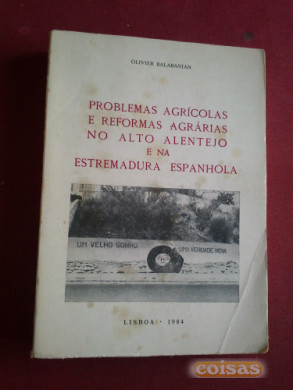 OLIVIER BALABANIAN
PROBLEMAS AGRÍCOLAS
E REFORMAS AGRÁRIAS
NO ALTO ALENTEJO
E NA
ESTREMADURA ESPANHOLA
UM VELHO SONHO
UMA VERDADE NOVA
LISBOA • 1984
coisas